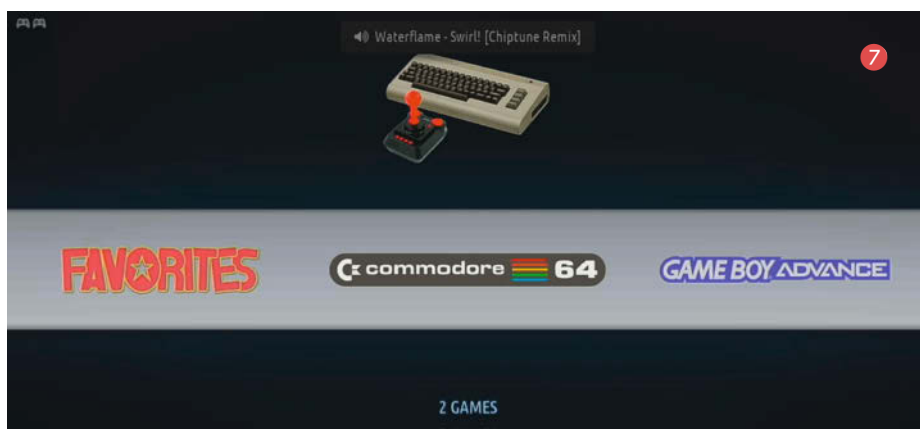 Waterflame - Swirl! [Chiptune Remix]
7
FAVORITES
commodore 64
GAME BOY ADVANCE
2 GAMES